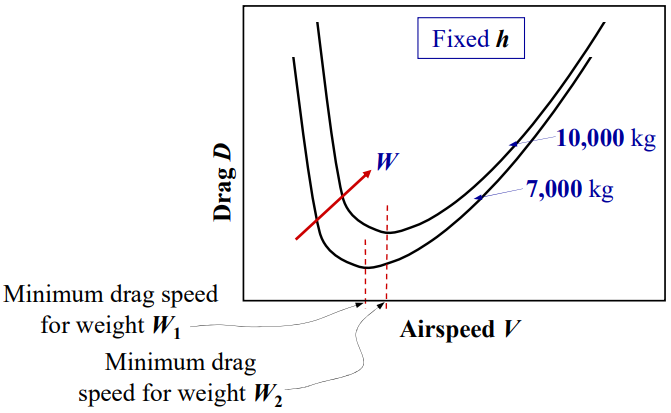 Fixed h
10,000 kg
W
7,000 kg
Drag D
Minimum drag speed
for weight W₁
Airspeed V
Minimum drag
speed for weight W₂